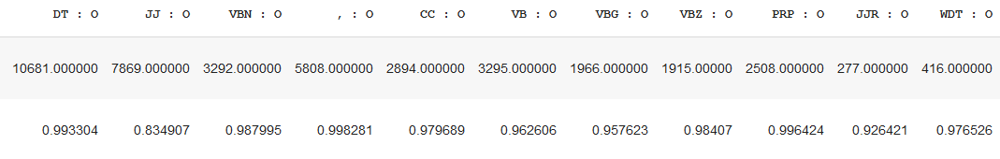 DT : O JJ : O VBN : O , : O CC : O VB : O VBG : O VBZ : O PRP : O JJR : O WDT : O
10681.000000 7869.000000 3292.000000 5808.000000 2894.000000 3295.000000 1966.000000 1915.00000 2508.000000 277.000000 416.000000
0.993304 0.834907 0.987995 0.998281 0.979689 0.962606 0.957623 0.98407 0.996424 0.926421 0.976526